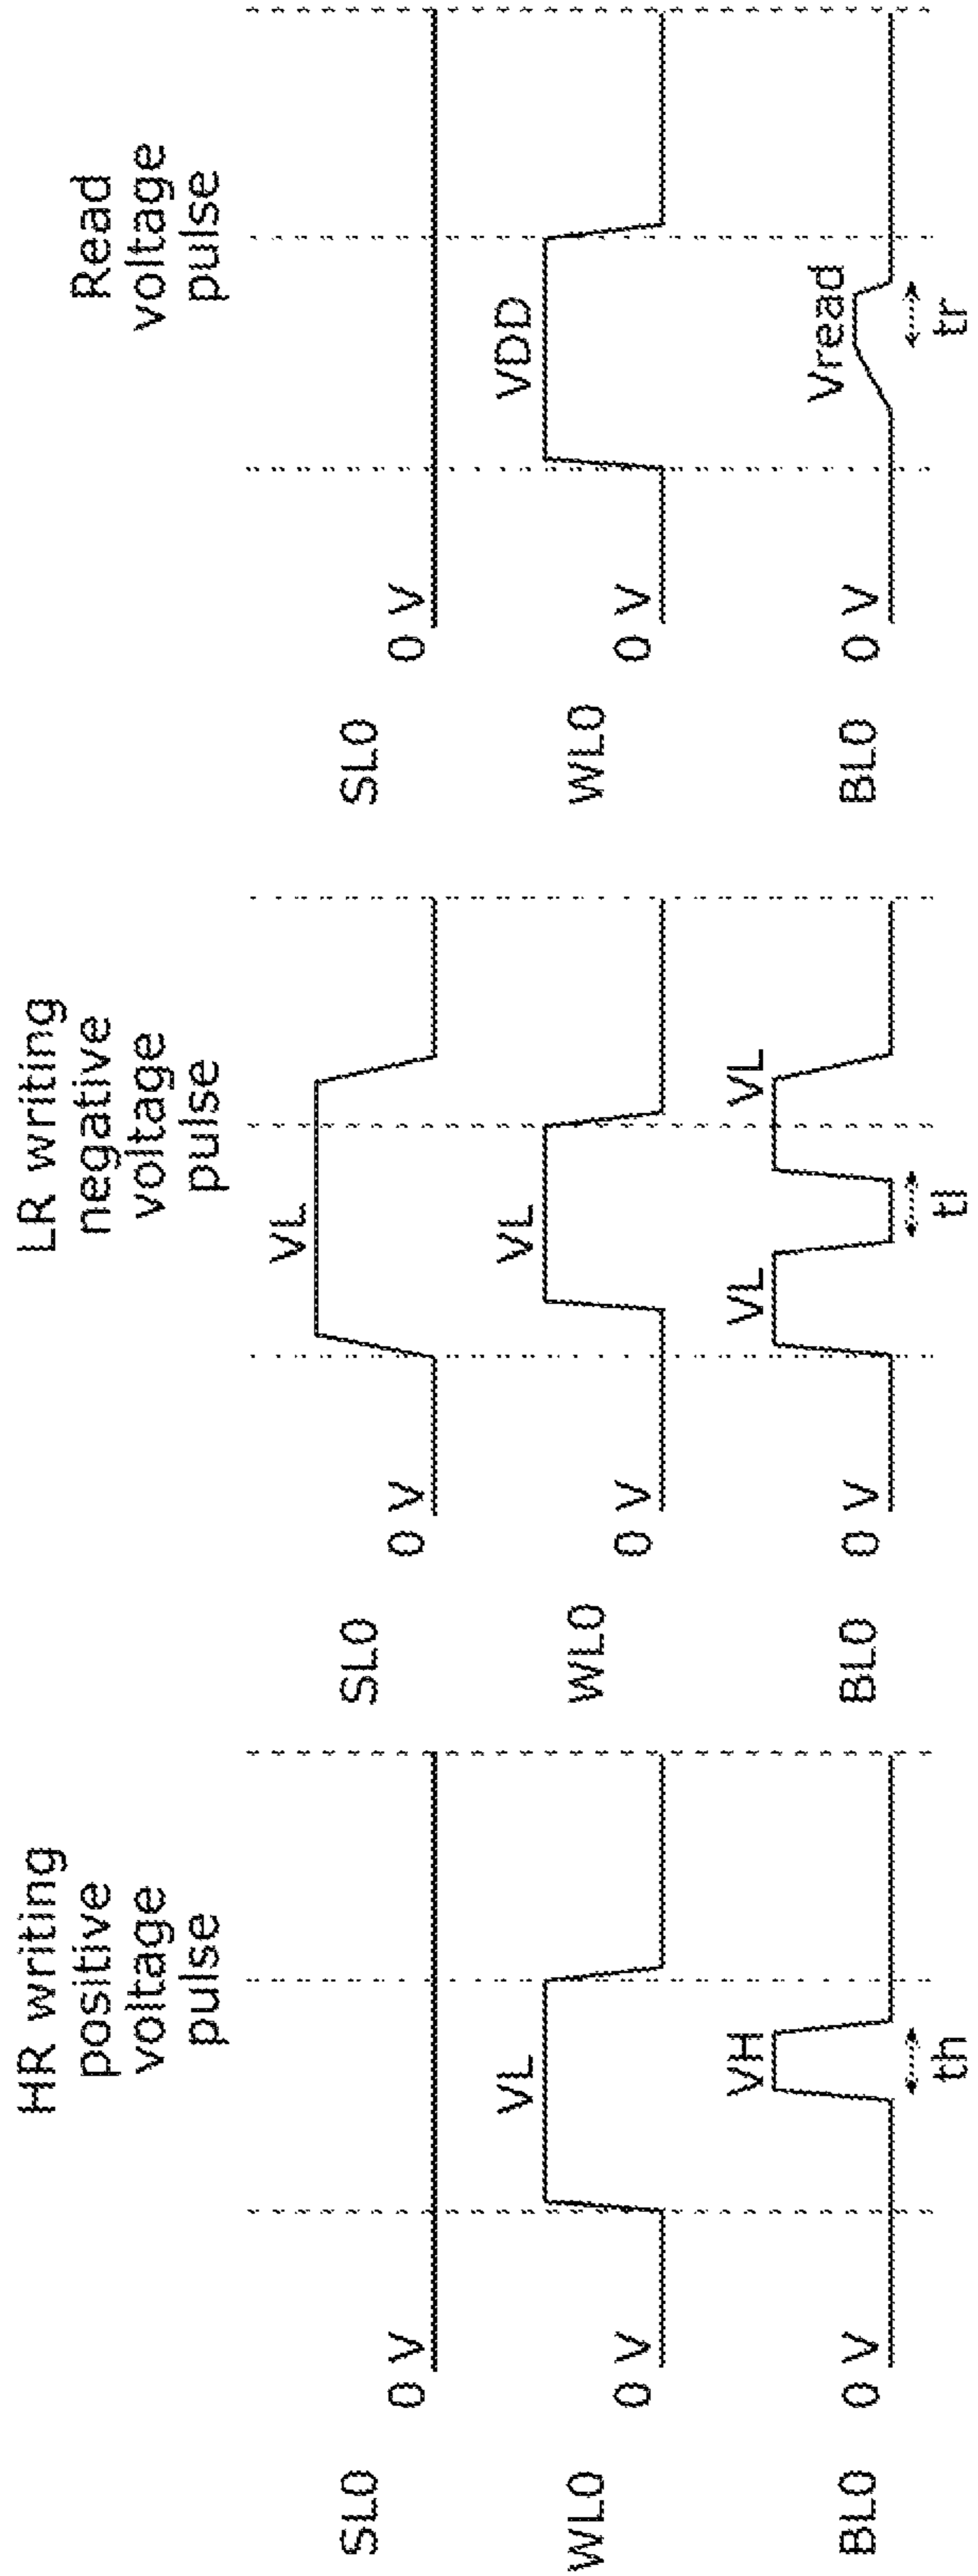 HR writing
positive
voltage
pulse
SL0
0 V
WL0
0 V
VL
BL0
0 V
VH
th
LR writing
negative
voltage
pulse
SL0
0 V
VL
WL0
0 V
VL
BL0
0 V
VL
VL
tl
Read
voltage
pulse
SL0
0 V
WL0
0 V
VDD
BL0
0 V
Vread
tr